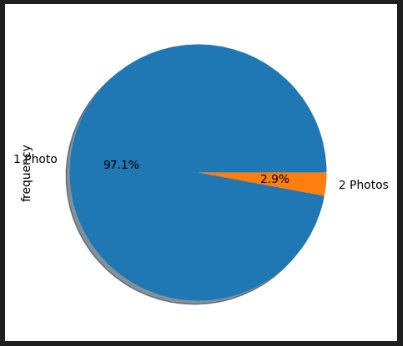 1 Photo
frequency
97.1%
2.9%
2 Photos